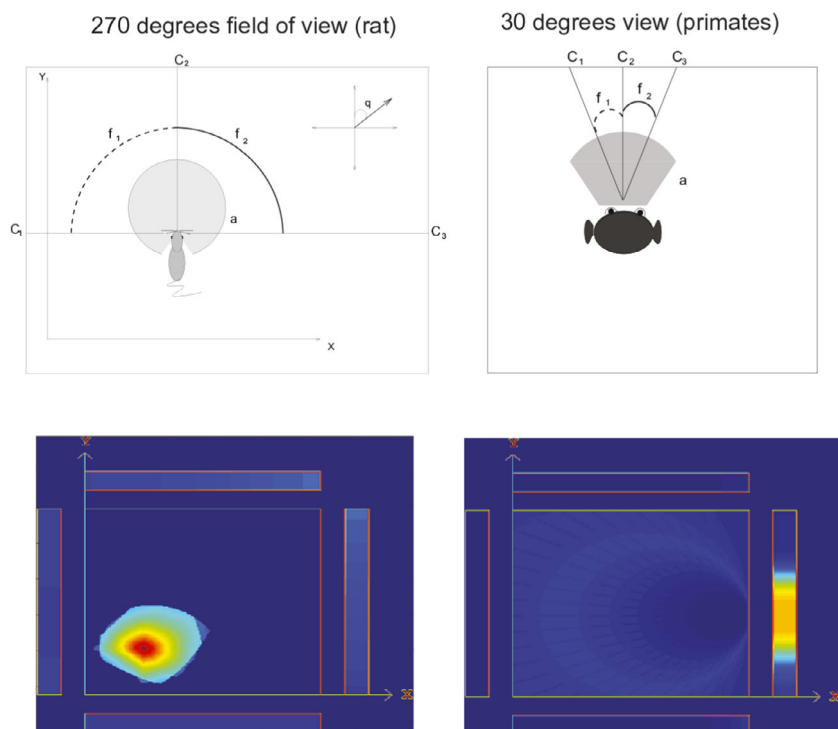 270 degrees field of view (rat)
30 degrees view (primates)
C2
Y1
q
f1
f2
a
C1
C3
X
C1
C2
C3
f1
f2
a
Y
X
Y
X